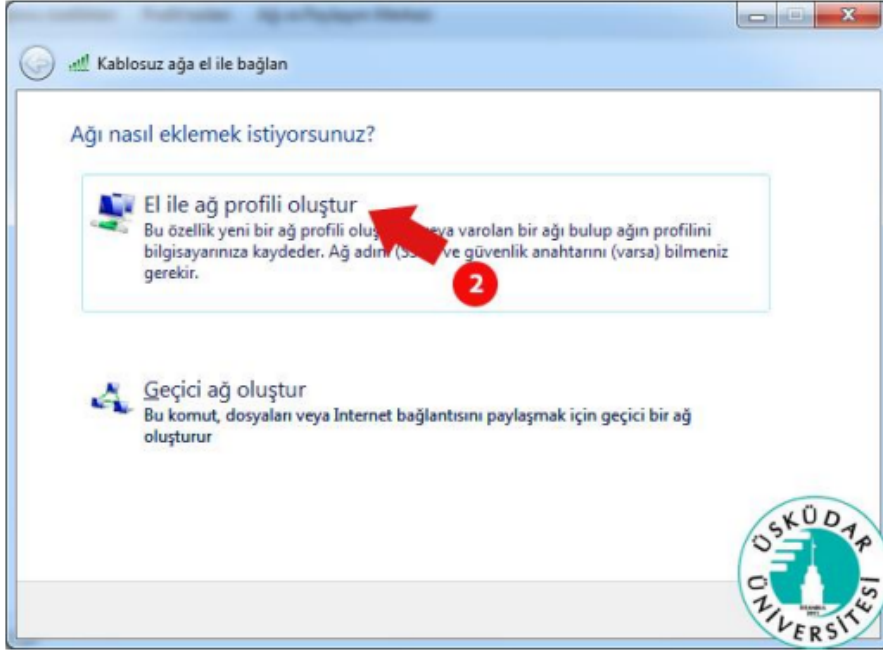 Kablosuz ağa el ile bağlan
Ağı nasıl eklemek istiyorsunuz?
El ile ağ profili oluştur
Bu özellik yeni bir ağ profili veya varolan bir ağı bulup ağın profilini
bilgisayarınıza kaydeder. Ağ adını ve güvenlik anahtarını (varsa) bilmeniz
gerekir.
2
Geçici ağ oluştur
Bu komut, dosyaları veya Internet bağlantısını paylaşmak için geçici bir ağ
oluşturur
ÜSKÜDAR
ÜNİVERSİTESİ